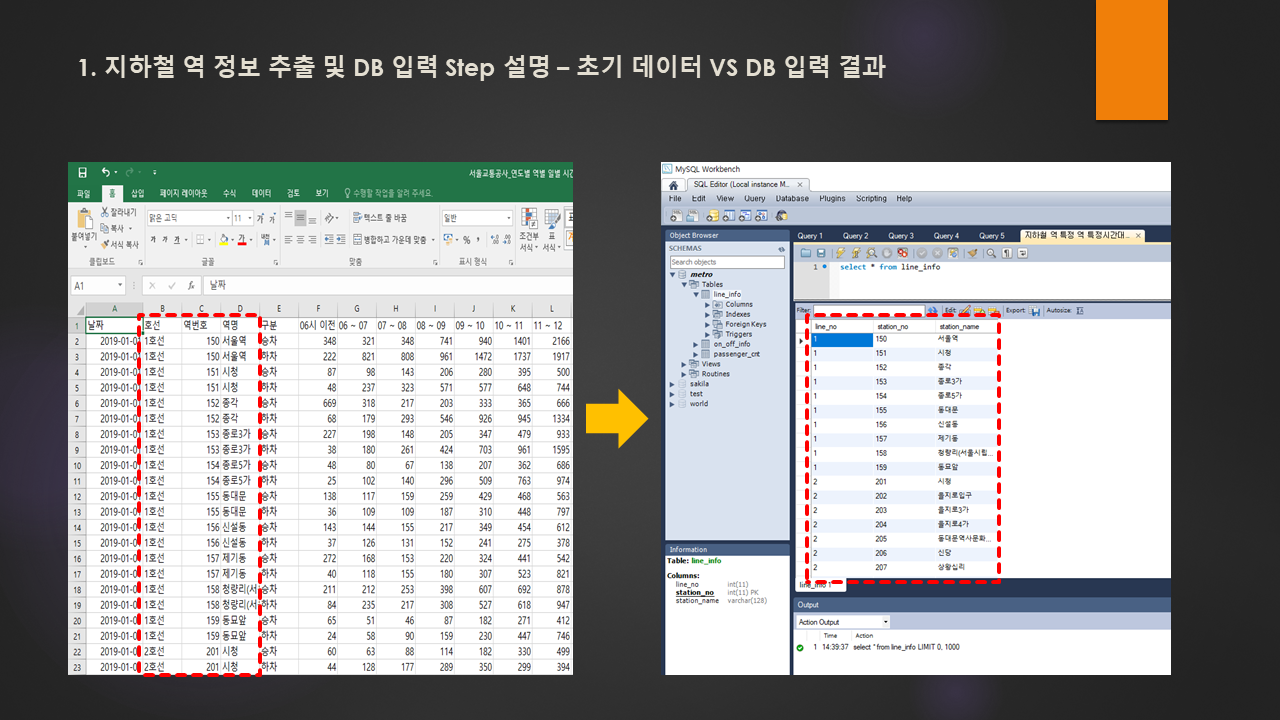 1. 지하철 역 정보 추출 및 DB 입력 Step 설명 – 초기 데이터 VS DB 입력 결과
서울교통공사_연도별 역별 일별 시간
파일 홈 삽입 페이지 레이아웃 수식 데이터 검토 보기 수행할 작업을 알려 주세요.
붙여넣기 잘라내기 복사 서식 복사 맑은 고딕 11 가 가 가 텍스트 줄 바꿈 병합하고 가운데 맞춤 일반 조건부 서식 표 서식
클립보드 글꼴 맞춤 표시 형식
A1 fx 날짜
A B C D E F G H I J K L
1 날짜 호선 역번호 역명 구분 06시 이전 06 ~ 07 07 ~ 08 08 ~ 09 09 ~ 10 10 ~ 11 11 ~ 12
2 2019-01-0 1호선 150 서울역 승차 348 321 348 741 940 1401 2166
3 2019-01-0 1호선 150 서울역 하차 222 821 808 961 1472 1737 1917
4 2019-01-0 1호선 151 시청 승차 87 98 143 206 280 395 500
5 2019-01-0 1호선 151 시청 하차 48 237 323 571 577 648 744
6 2019-01-0 1호선 152 종각 승차 669 318 217 203 333 365 666
7 2019-01-0 1호선 152 종각 하차 68 179 293 546 926 945 1334
8 2019-01-0 1호선 153 종로3가 승차 227 198 148 205 347 479 933
9 2019-01-0 1호선 153 종로3가 하차 38 180 261 424 703 961 1595
10 2019-01-0 1호선 154 종로5가 승차 48 80 67 138 207 362 686
11 2019-01-0 1호선 154 종로5가 하차 25 102 140 296 509 763 974
12 2019-01-0 1호선 155 동대문 승차 138 117 159 259 429 468 563
13 2019-01-0 1호선 155 동대문 하차 36 109 109 187 310 448 797
14 2019-01-0 1호선 156 신설동 승차 143 144 155 217 349 454 612
15 2019-01-0 1호선 156 신설동 하차 37 126 131 152 241 275 378
16 2019-01-0 1호선 157 제기동 승차 272 168 153 220 324 441 542
17 2019-01-0 1호선 157 제기동 하차 40 118 155 180 307 523 821
18 2019-01-0 1호선 158 청량리(서 승차 211 212 253 398 607 692 878
19 2019-01-0 1호선 158 청량리(서 하차 84 235 217 308 527 618 947
20 2019-01-0 1호선 159 동묘앞 승차 65 51 46 87 182 271 412
21 2019-01-0 1호선 159 동묘앞 하차 24 58 90 159 230 447 746
22 2019-01-0 2호선 201 시청 승차 60 63 88 114 182 330 499
23 2019-01-0 2호선 201 시청 하차 44 128 177 289 350 299 394
MySQL Workbench
SQL Editor (Local instance M...
File Edit View Query Database Plugins Scripting Help
Object Browser
SCHEMAS
Search objects
metro
Tables
line_info
Columns
Indexes
Foreign Keys
Triggers
on_off_info
passenger_cnt
Views
Routines
sakila
test
world
Information
Table: line_info
Columns:
line_no int(11)
station_no int(11) PK
station_name varchar(128)
Query 1 Query 2 Query 3 Query 4 Query 5 지하철 역 특정 역 특정시간대...
1 select * from line_info
Filter: Edit: Export: Autosize:
line_no station_no station_name
1 150 서울역
1 151 시청
1 152 종각
1 153 종로3가
1 154 종로5가
1 155 동대문
1 156 신설동
1 157 제기동
1 158 청량리(서울시립...
1 159 동묘앞
2 201 시청
2 202 을지로입구
2 203 을지로3가
2 204 을지로4가
2 205 동대문역사문화...
2 206 신당
2 207 상왕십리
line_info 1
Output
Action Output
Time Action
1 14:39:37 select * from line_info LIMIT 0, 1000